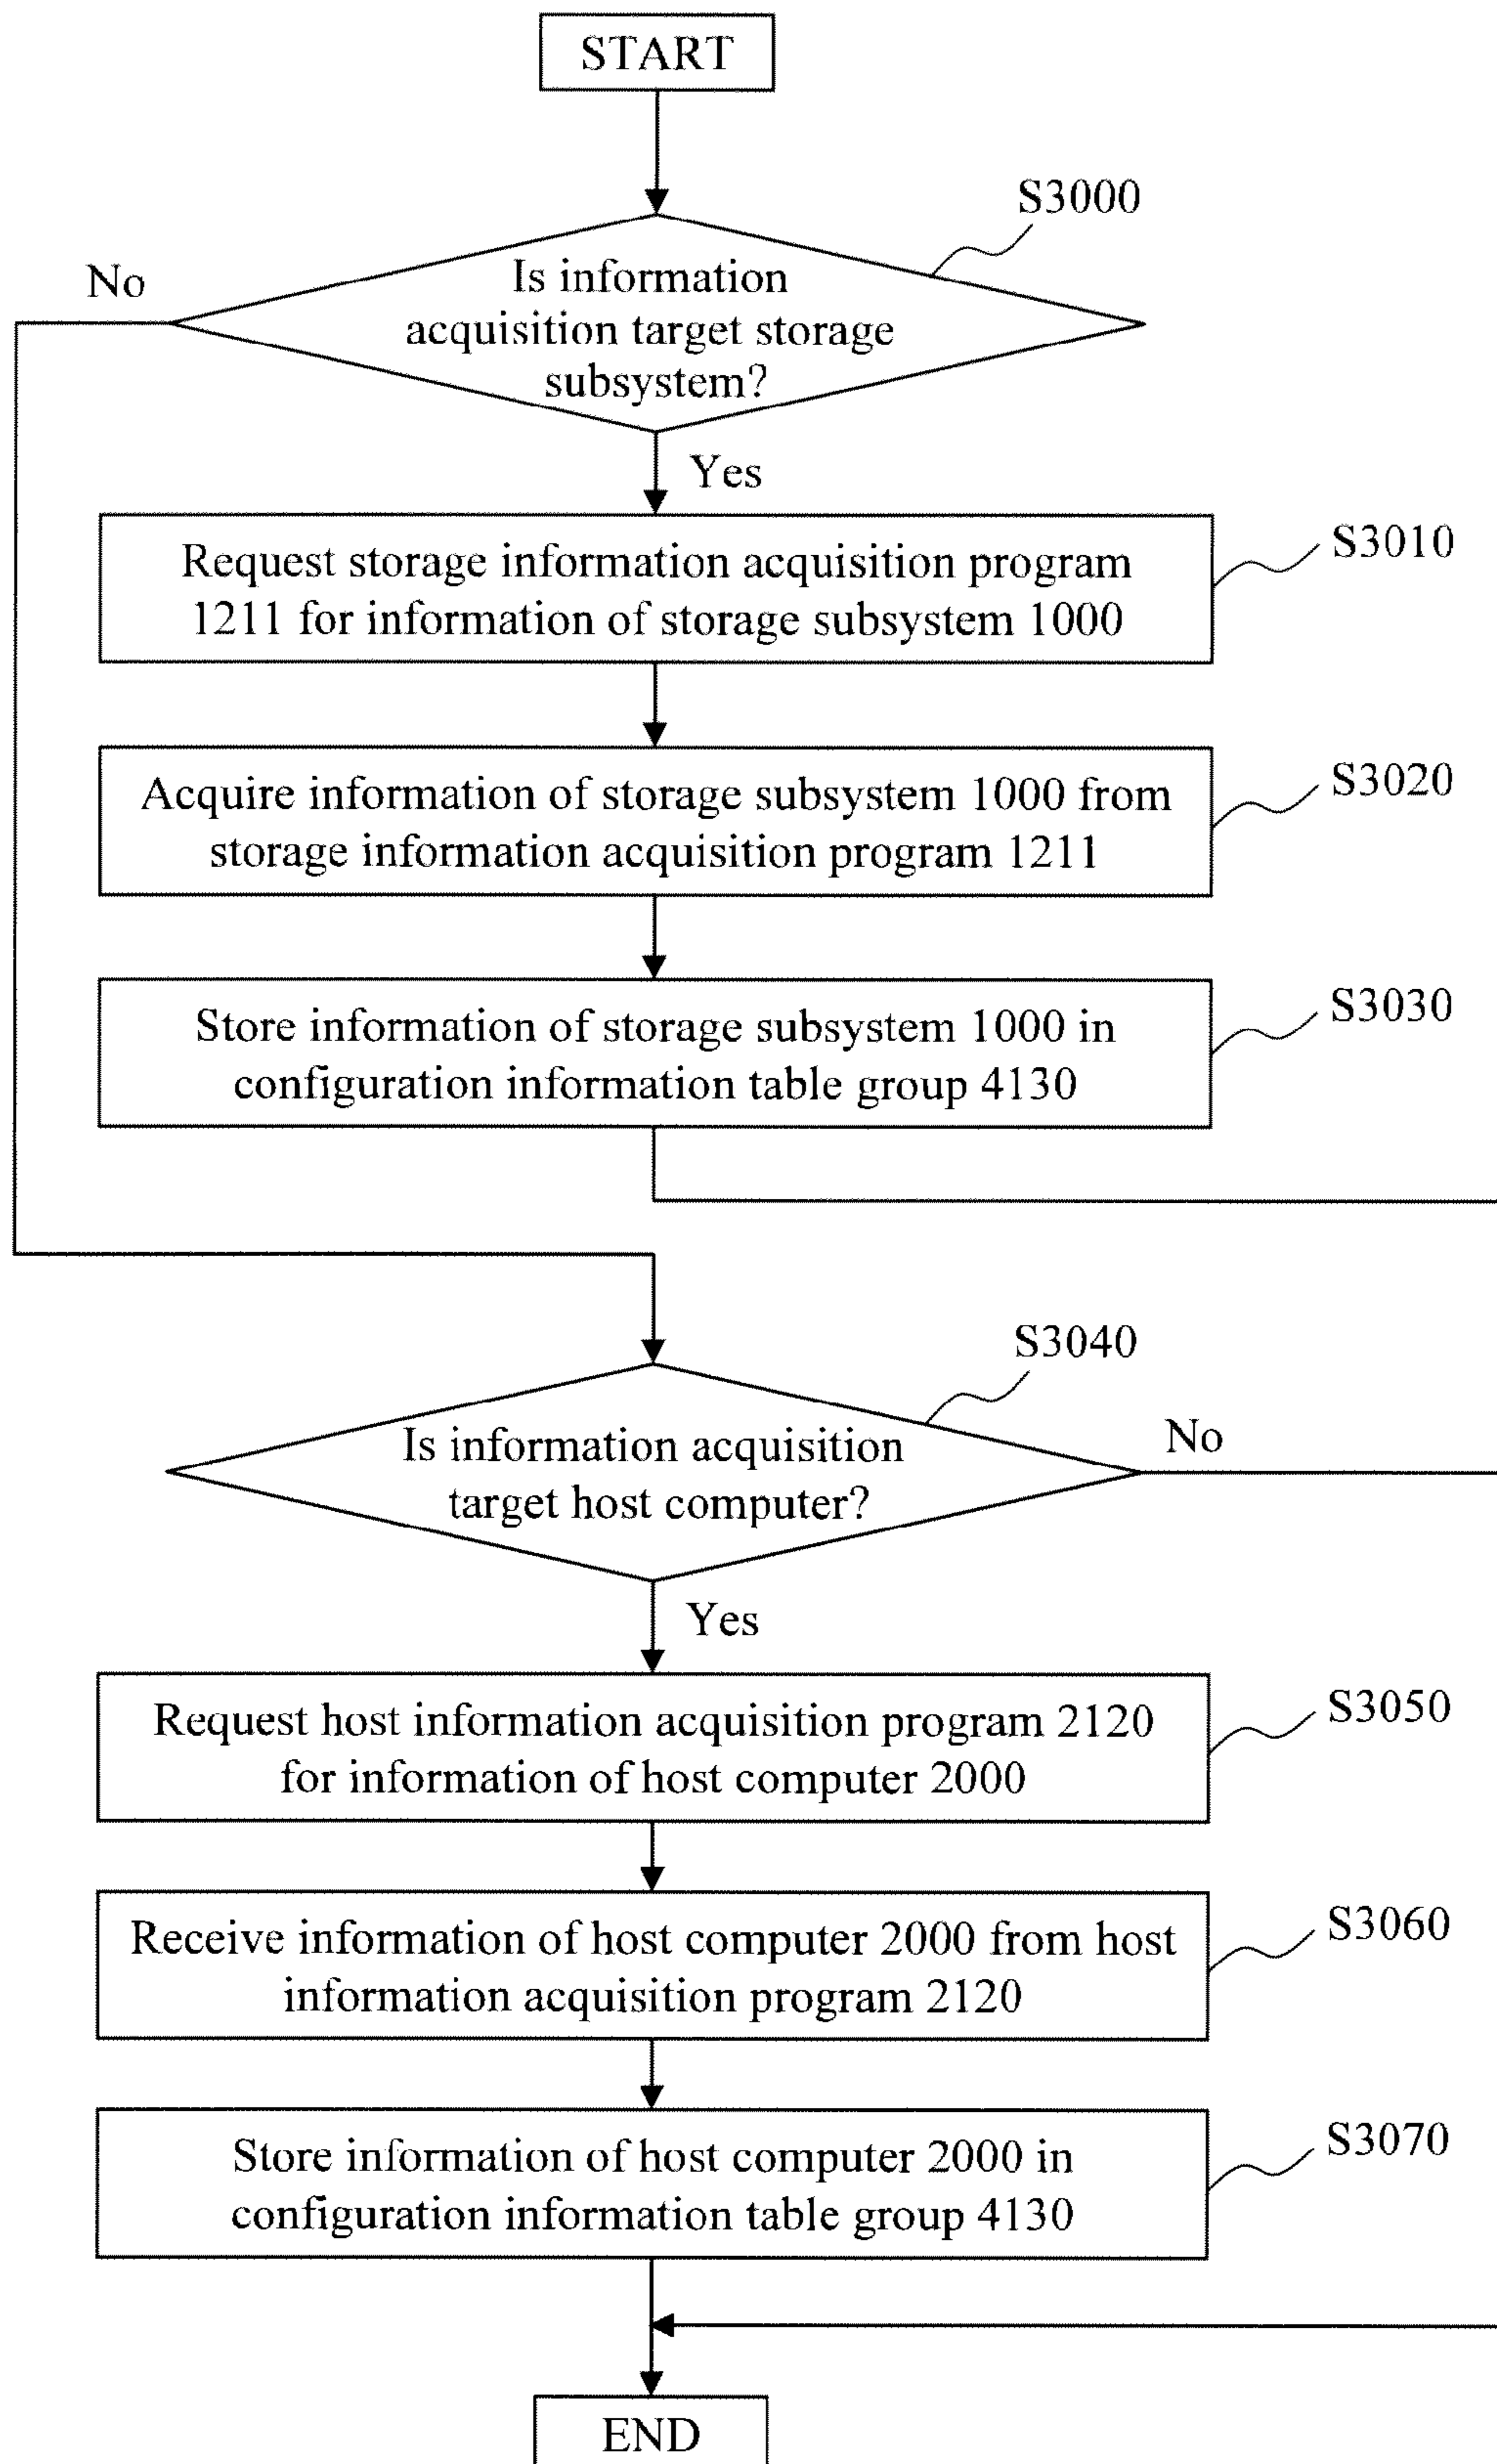 START
S3000
No
Is information
acquisition target storage
subsystem?
Yes
Request storage information acquisition program
1211 for information of storage subsystem 1000
S3010
Acquire information of storage subsystem 1000 from
storage information acquisition program 1211
S3020
Store information of storage subsystem 1000 in
configuration information table group 4130
S3030
S3040
Is information acquisition
target host computer?
No
Yes
Request host information acquisition program 2120
for information of host computer 2000
S3050
Receive information of host computer 2000 from host
information acquisition program 2120
S3060
Store information of host computer 2000 in
configuration information table group 4130
S3070
END